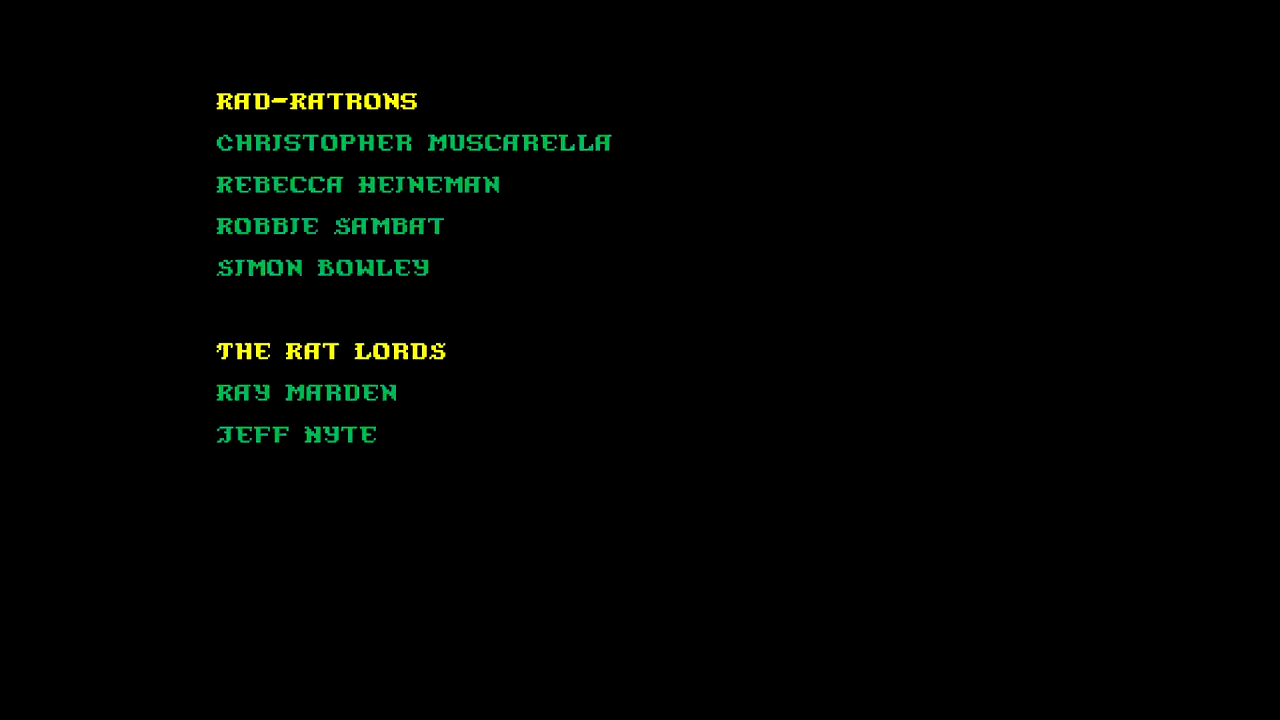 RAD-RATRONS
CHRISTOPHER MUSCARELLA
REBECCA HEINEMAN
ROBBIE SAMBAT
SIMON BOWLEY
THE RAT LORDS
RAY MARDEN
JEFF NYTE